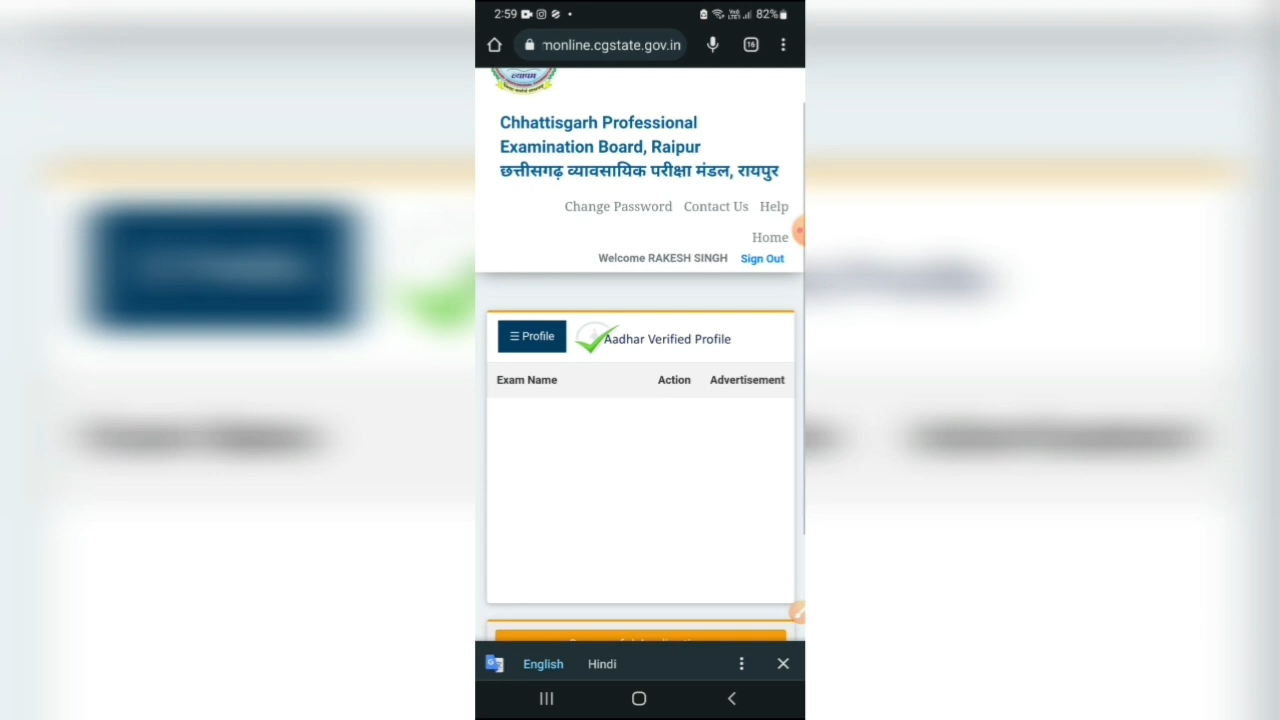 2:59
82%
16
monline.cgstate.gov.in
व्यापम
Chhattisgarh Professional
Examination Board, Raipur
छत्तीसगढ़ व्यावसायिक परीक्षा मंडल, रायपुर
Change Password Contact Us Help
Home
Welcome RAKESH SINGH Sign Out
☰ Profile
Aadhar Verified Profile
Exam Name Action Advertisement
English Hindi